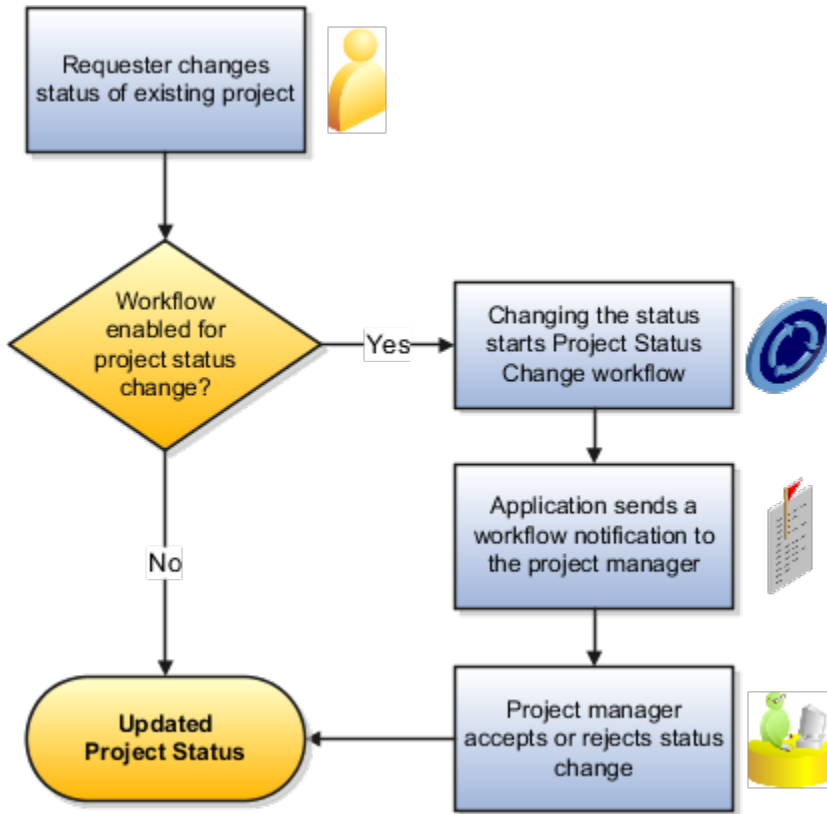 Requester changes
status of existing project
Workflow
enabled for
project status
change?
Yes
Changing the status
starts Project Status
Change workflow
Application sends a
workflow notification to
the project manager
No
Project manager
accepts or rejects status
change
Updated
Project Status